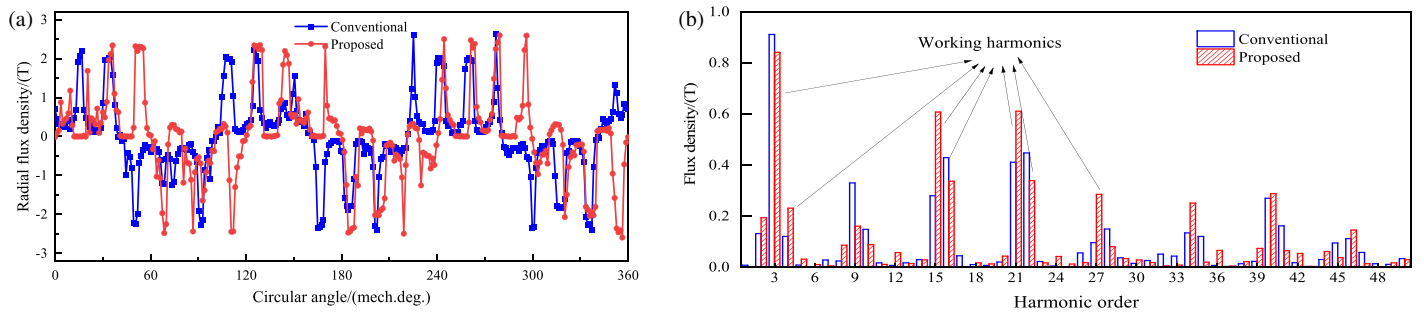 (a)
Conventional
Proposed
Radial flux density/(T)
3
2
1
0
-1
-2
-3
0 60 120 180 240 300 360
Circular angle/(mech.deg.)
(b)
Working harmonics
Conventional
Proposed
Flux density/(T)
1.0
0.8
0.6
0.4
0.2
0.0
3 6 9 12 15 18 21 24 27 30 33 36 39 42 45 48
Harmonic order